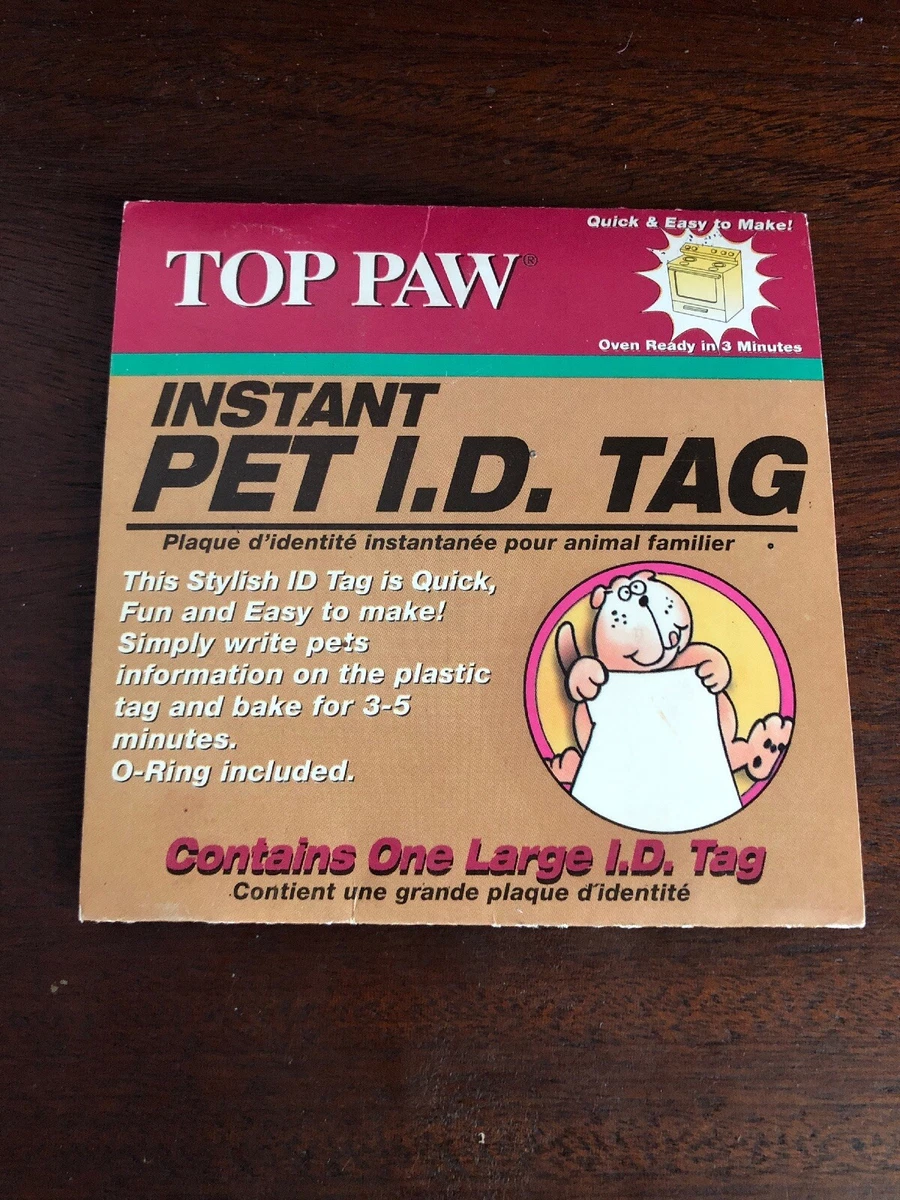 Quick & Easy to Make!
TOP PAW®
Oven Ready in 3 Minutes
INSTANT
PET I.D. TAG
Plaque d'identité instantanée pour animal familier
This Stylish ID Tag is Quick,
Fun and Easy to make!
Simply write pets
information on the plastic
tag and bake for 3-5
minutes.
O-Ring included.
Contains One Large I.D. Tag
Contient une grande plaque d'identité